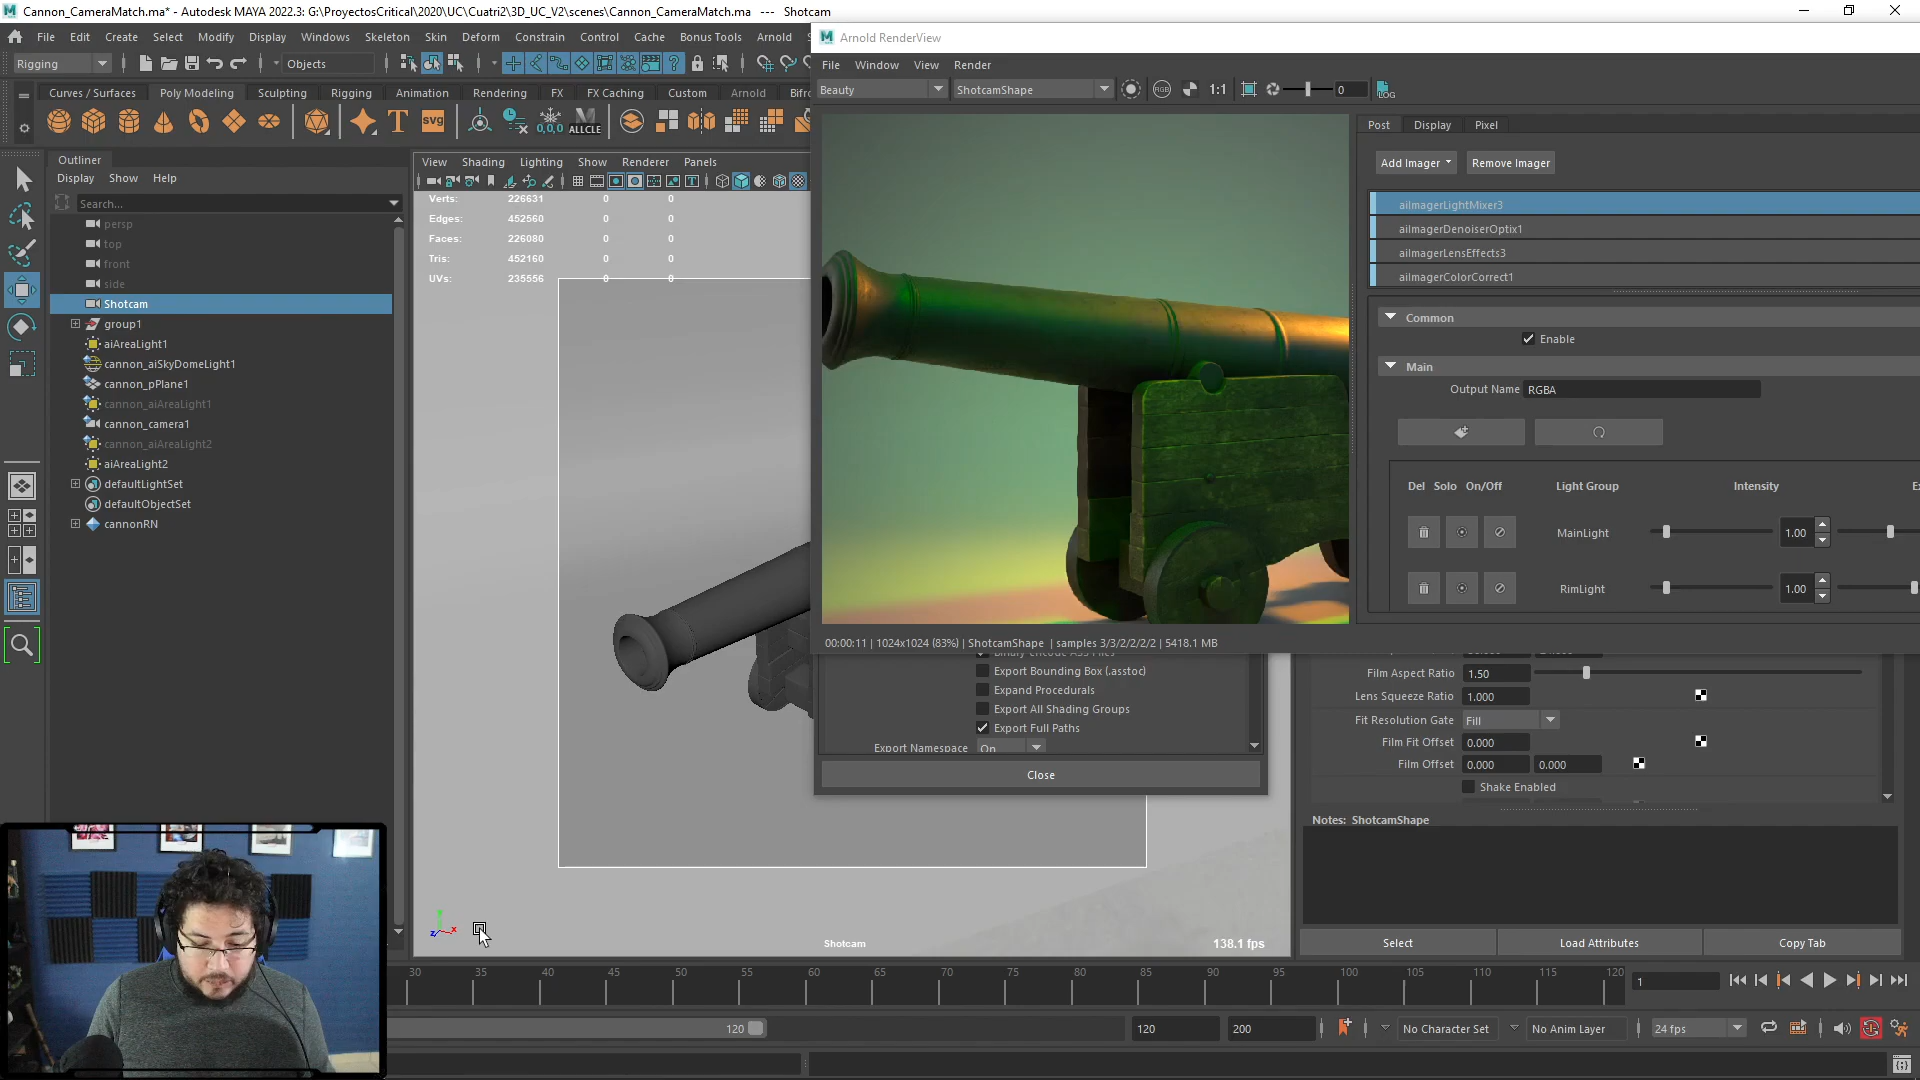 Cannon_CameraMatch.ma* - Autodesk MAYA 2022.3: G:\ProyectosCritical\2020\UC\Cuatri2\3D_UC_V2\scenes\Cannon_CameraMatch.ma --- Shotcam
File Edit Create Select Modify Display Windows Skeleton Skin Deform Constrain Control Cache Bonus Tools Arnold
Arnold RenderView
Rigging Objects
File Window View Render
Curves / Surfaces Poly Modeling Sculpting Rigging Animation Rendering FX FX Caching Custom Arnold Bifr
Beauty ShotcamShape RGB 1:1 0 LOG
T SVG 0,0,0 ALLCLE
Post Display Pixel
Outliner
Display Show Help
View Shading Lighting Show Renderer Panels
Add Imager Remove Imager
Search...
Verts: 226631 0 0
Edges: 452560 0 0
Faces: 226080 0 0
Tris: 452160 0 0
UVs: 235556 0 0
aiImagerLightMixer3
aiImagerDenoiserOptix1
aiImagerLensEffects3
aiImagerColorCorrect1
persp
top
front
side
Shotcam
group1
aiAreaLight1
cannon_aiSkyDomeLight1
cannon_pPlane1
cannon_aiAreaLight1
cannon_camera1
cannon_aiAreaLight2
aiAreaLight2
defaultLightSet
defaultObjectSet
cannonRN
Common
Enable
Main
Output Name RGBA
Del Solo On/Off Light Group Intensity E
MainLight 1.00
RimLight 1.00
00:00:11 | 1024x1024 (83%) | ShotcamShape | samples 3/3/2/2/2/2 | 5418.1 MB
Export Bounding Box (.asstoc)
Expand Procedurals
Export All Shading Groups
Export Full Paths
Export Namespace On
Close
Film Aspect Ratio 1.50
Lens Squeeze Ratio 1.000
Fit Resolution Gate Fill
Film Fit Offset 0.000
Film Offset 0.000 0.000
Shake Enabled
Notes: ShotcamShape
z x
Shotcam 138.1 fps
Select Load Attributes Copy Tab
30 35 40 45 50 55 60 65 70 75 80 85 90 95 100 105 110 115 120
1
120 120 200 No Character Set No Anim Layer 24 fps